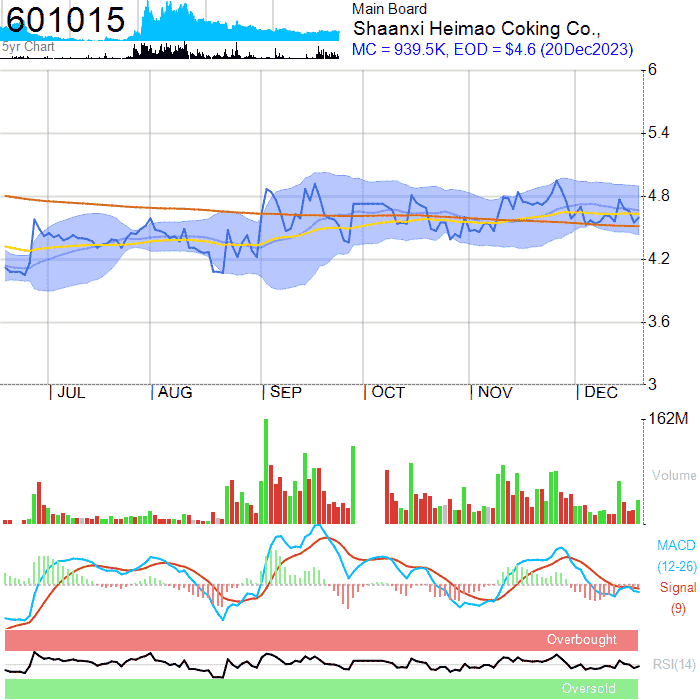 601015
5yr Chart
Main Board
Shaanxi Heimao Coking Co.,
MC = 939.5K, EOD = $4.6 (20Dec2023)
6
5.4
4.8
4.2
3.6
3
JUL
AUG
SEP
OCT
NOV
DEC
162M
Volume
MACD
(12-26)
Signal
(9)
Overbought
RSI(14)
Oversold